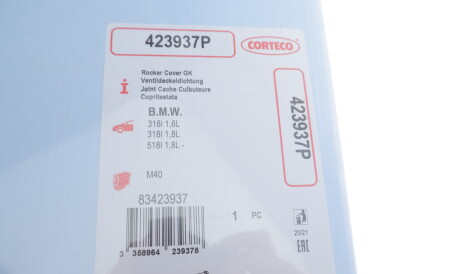 423937P
CORTECO
Rocker Cover GK
Ventildeckeldichtung
Joint Cache Culbuteurs
Copritestata
B.M.W.
316I 1,6L
318I 1,8L
518I 1,8L -
M40
83423937
1 PC
3 358964 239378
20/21
EAC
423937P